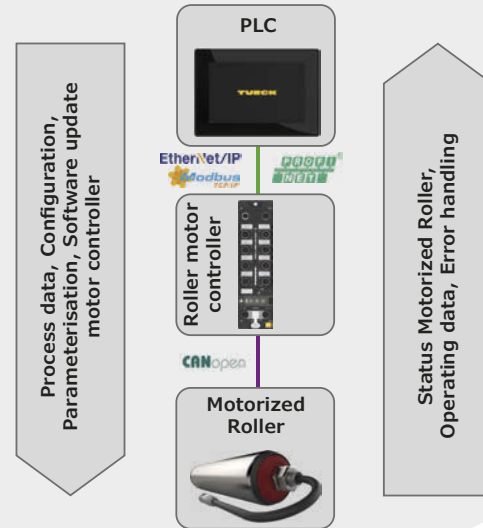 PLC
TURCK
EtherNet/IP
Modbus
TCP/IP
PROFI
NET
Roller motor
controller
CANopen
Motorized
Roller
Process data, Configuration,
Parameterisation, Software update
motor controller
Status Motorized Roller,
Operating data, Error handling